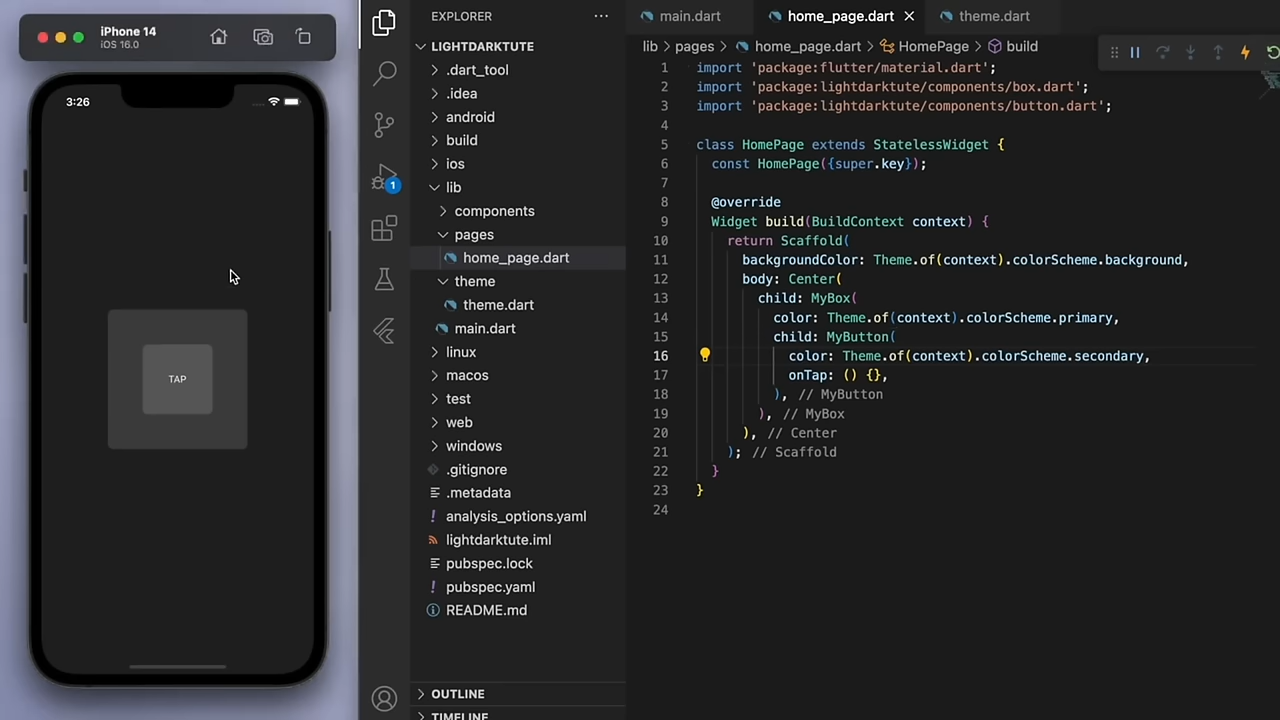 iPhone 14
iOS 16.0
3:26
TAP
1
EXPLORER
LIGHTDARKTUTE
.dart_tool
.idea
android
build
ios
lib
components
pages
home_page.dart
theme
theme.dart
main.dart
linux
macos
test
web
windows
.gitignore
.metadata
analysis_options.yaml
lightdarktute.iml
pubspec.lock
pubspec.yaml
README.md
OUTLINE
TIMELINE
main.dart home_page.dart theme.dart
lib > pages > home_page.dart > HomePage > build
1 import 'package:flutter/material.dart';
2 import 'package:lightdarktute/components/box.dart';
3 import 'package:lightdarktute/components/button.dart';
4
5 class HomePage extends StatelessWidget {
6 const HomePage({super.key});
7
8 @override
9 Widget build(BuildContext context) {
10 return Scaffold(
11 backgroundColor: Theme.of(context).colorScheme.background,
12 body: Center(
13 child: MyBox(
14 color: Theme.of(context).colorScheme.primary,
15 child: MyButton(
16 color: Theme.of(context).colorScheme.secondary,
17 onTap: () {},
18 ), // MyButton
19 ), // MyBox
20 ), // Center
21 ); // Scaffold
22 }
23 }
24